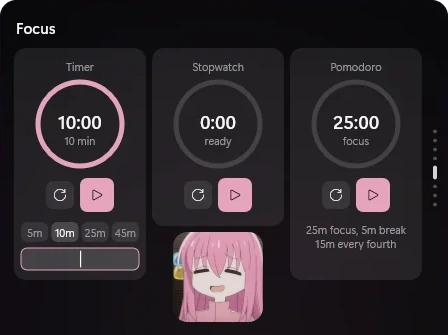 Focus
Timer
10:00
10 min
5m 10m 25m 45m
Stopwatch
0:00
ready
Pomodoro
25:00
focus
25m focus, 5m break
15m every fourth